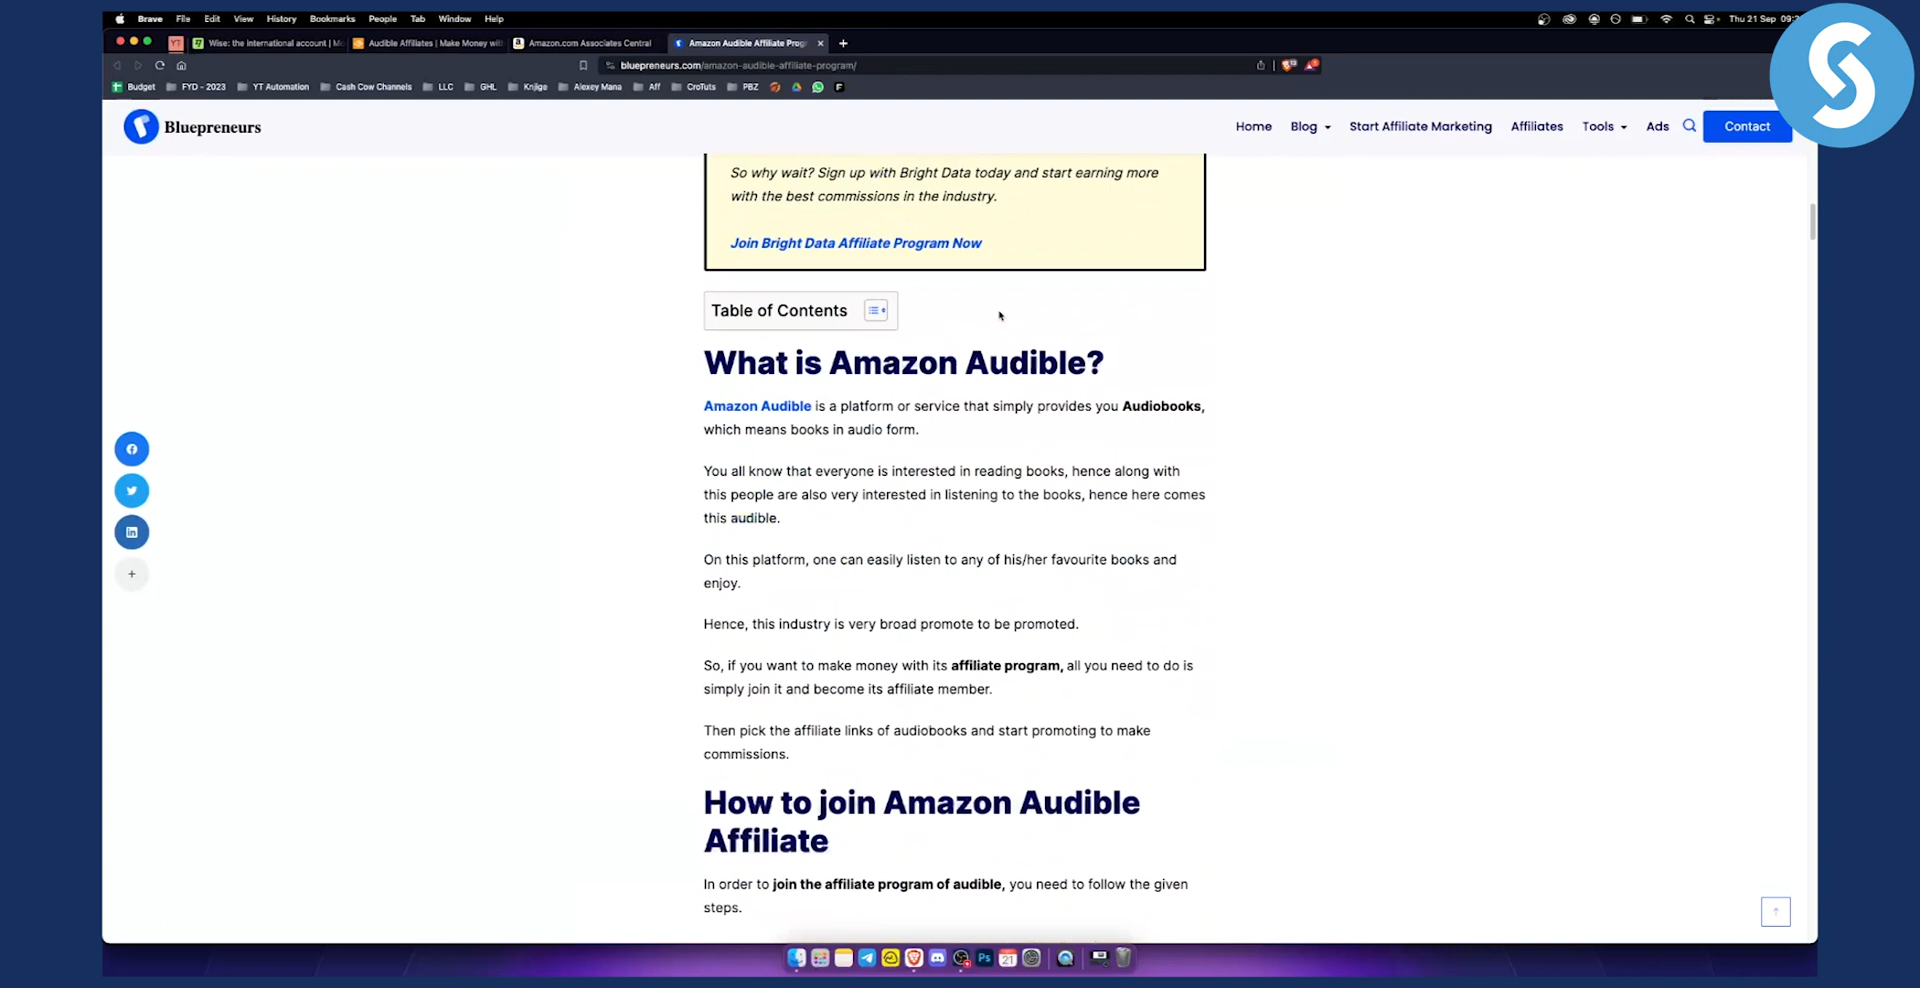 Brave File Edit View History Bookmarks People Tab Window Help
Thu 21 Sep
YT Wise: the international account | M Audible Affiliates | Make Money wit Amazon.com Associates Central Amazon Audible Affiliate Prog
bluepreneurs.com/amazon-audible-affiliate-program/
Budget FYD - 2023 YT Automation Cash Cow Channels LLC GHL Knjige Alexey Mana Aff CroTuts PBZ
Bluepreneurs
Home Blog Start Affiliate Marketing Affiliates Tools Ads Contact
So why wait? Sign up with Bright Data today and start earning more
with the best commissions in the industry.
Join Bright Data Affiliate Program Now
Table of Contents
What is Amazon Audible?
Amazon Audible is a platform or service that simply provides you Audiobooks,
which means books in audio form.
You all know that everyone is interested in reading books, hence along with
this people are also very interested in listening to the books, hence here comes
this audible.
On this platform, one can easily listen to any of his/her favourite books and
enjoy.
Hence, this industry is very broad promote to be promoted.
So, if you want to make money with its affiliate program, all you need to do is
simply join it and become its affiliate member.
Then pick the affiliate links of audiobooks and start promoting to make
commissions.
How to join Amazon Audible
Affiliate
In order to join the affiliate program of audible, you need to follow the given
steps.
Ps 21